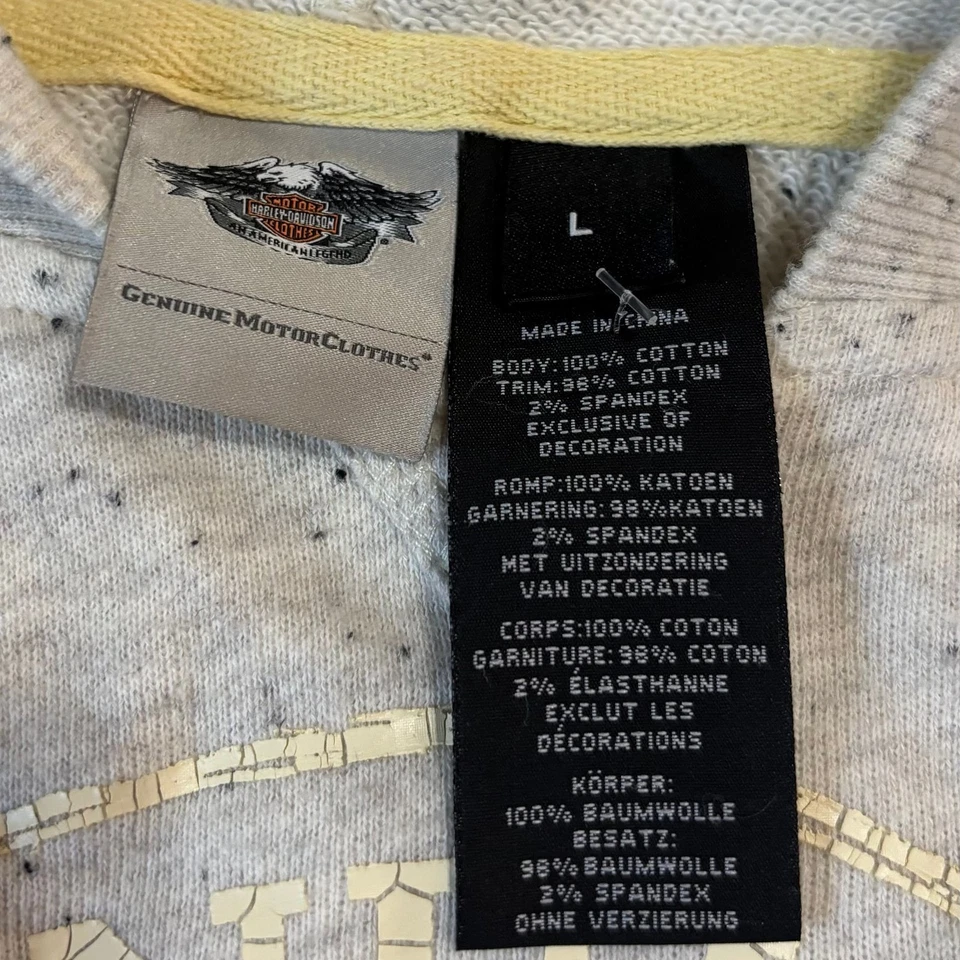 MOTOR
HARLEY-DAVIDSON
CLOTHES
AN AMERICAN LEGEND
®
GENUINE MOTORCLOTHES®
L
MADE IN CHINA
BODY:100% COTTON
TRIM:98% COTTON
2% SPANDEX
EXCLUSIVE OF
DECORATION
ROMP:100% KATOEN
GARNERING: 98%KATOEN
2% SPANDEX
MET UITZONDERING
VAN DECORATIE
CORPS:100% COTON
GARNITURE: 98% COTON
2% ÉLASTHANNE
EXCLUT LES
DÉCORATIONS
KÖRPER:
100% BAUMWOLLE
BESATZ:
98% BAUMWOLLE
2% SPANDEX
OHNE VERZIERUNG